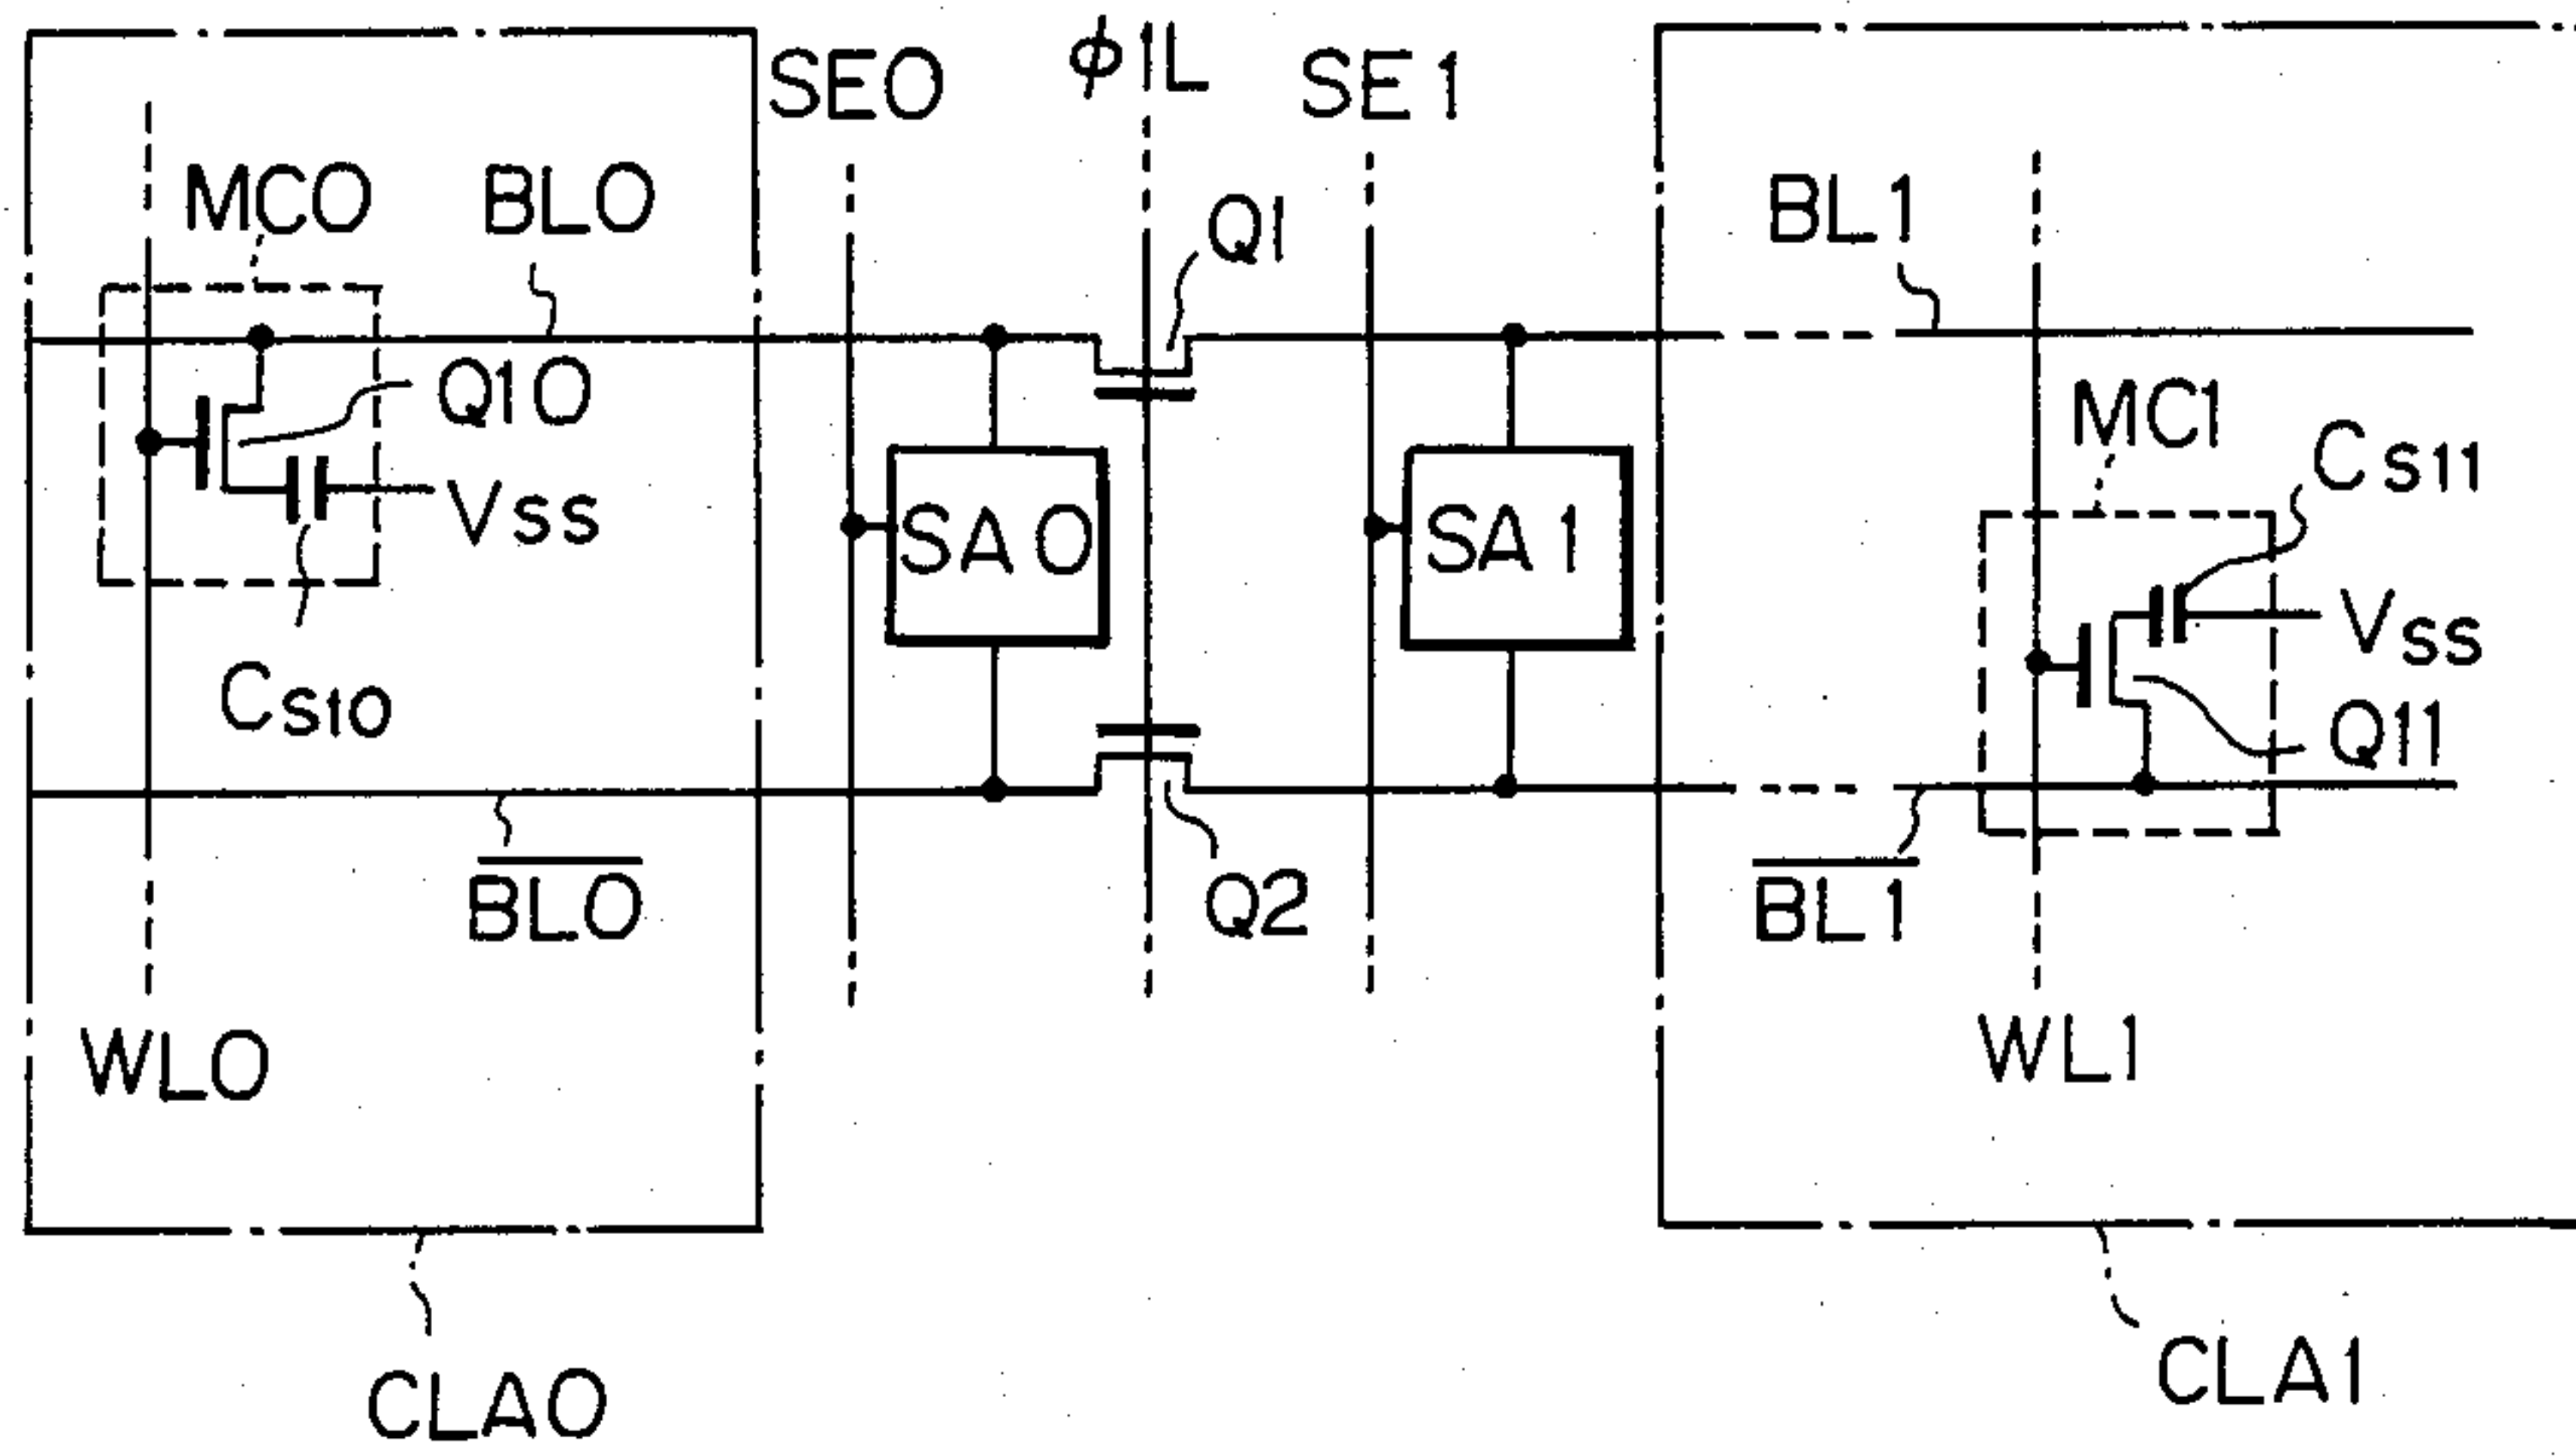 SE0
φ1L
SE1
MC0
BL0
Q1
BL1
Q10
MC1
Cs11
Vss
SA0
SA1
Vss
Cs10
Q11
BL0
Q2
BL1
WL0
WL1
CLA0
CLA1